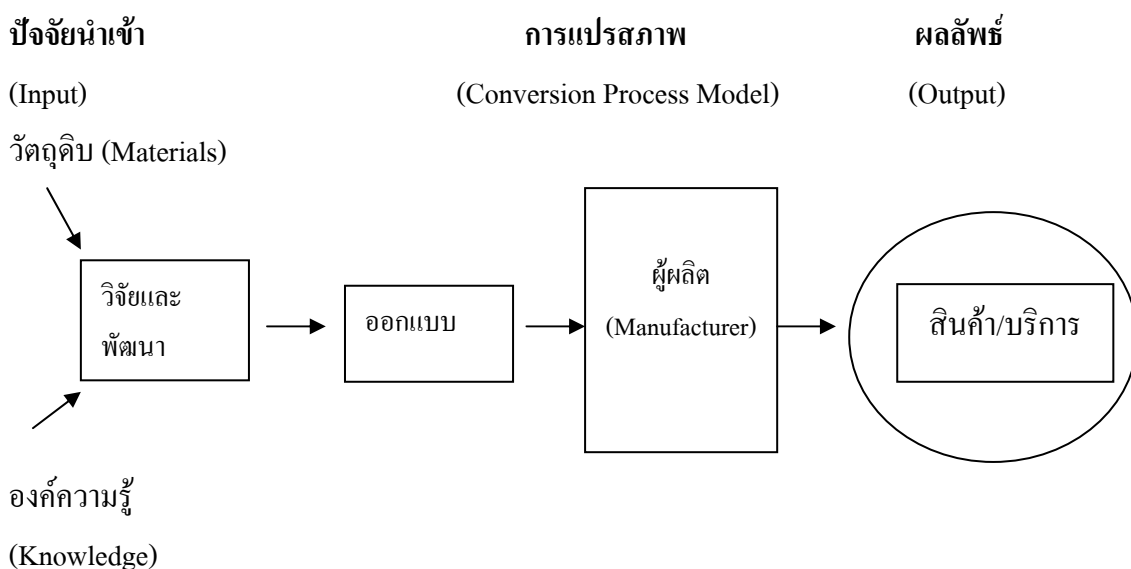 ปัจจัยนำเข้า
(Input)
วัตถุดิบ (Materials)
การแปรสภาพ
(Conversion Process Model)
ผลลัพธ์
(Output)
วิจัยและ
พัฒนา
ออกแบบ
ผู้ผลิต
(Manufacturer)
สินค้า/บริการ
องค์ความรู้
(Knowledge)